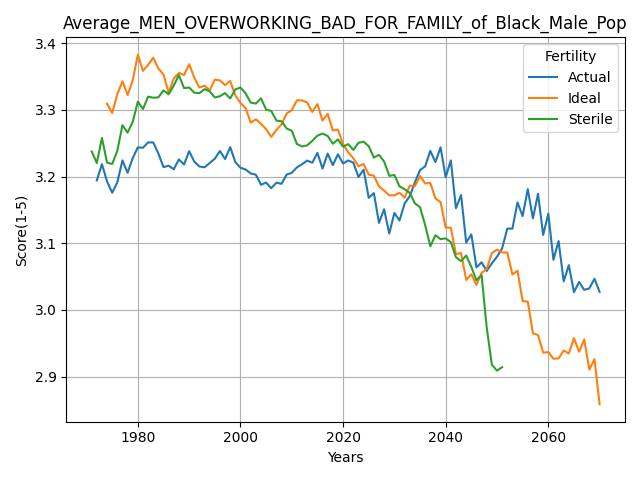 Average_MEN_OVERWORKING_BAD_FOR_FAMILY_of_Black_Male_Pop
Fertility
Actual
Ideal
Sterile
Score(1-5)
3.4
3.3
3.2
3.1
3.0
2.9
1980 2000 2020 2040 2060
Years